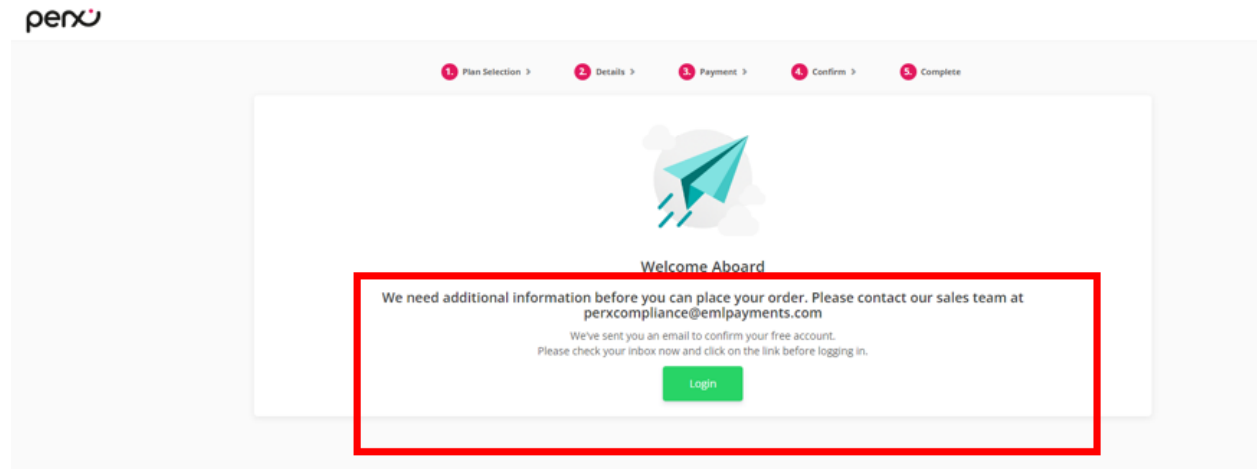 perx
1. Plan Selection >
2. Details >
3. Payment >
4. Confirm >
5. Complete
Welcome Aboard
We need additional information before you can place your order. Please contact our sales team at
perxcompliance@emlpayments.com
We've sent you an email to confirm your free account.
Please check your inbox now and click on the link before logging in.
Login